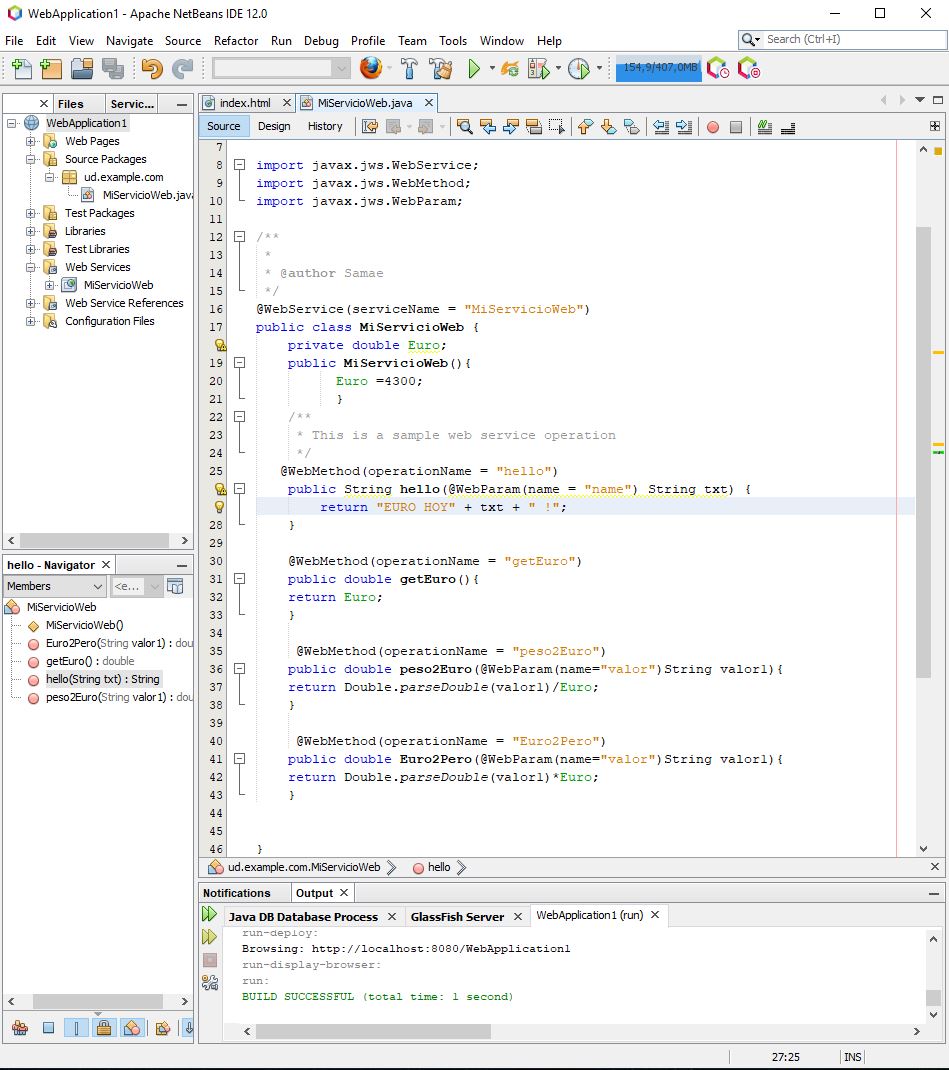 WebApplication1 - Apache NetBeans IDE 12.0
File Edit View Navigate Source Refactor Run Debug Profile Team Tools Window Help
Search (Ctrl+I)
154,9/407,0MB
Files Servic...
WebApplication1
Web Pages
Source Packages
ud.example.com
MiServicioWeb.java
Test Packages
Libraries
Test Libraries
Web Services
MiServicioWeb
Web Service References
Configuration Files
hello - Navigator
Members <e...
MiServicioWeb
MiServicioWeb()
Euro2Pero(String valor1) : dou
getEuro() : double
hello(String txt) : String
peso2Euro(String valor1) : dou
index.html MiServicioWeb.java
Source Design History
7
8 import javax.jws.WebService;
9 import javax.jws.WebMethod;
10 import javax.jws.WebParam;
11
12 /**
13 *
14 * @author Samae
15 */
16 @WebService(serviceName = "MiServicioWeb")
17 public class MiServicioWeb {
private double Euro;
19 public MiServicioWeb(){
20 Euro =4300;
21 }
22 /**
23 * This is a sample web service operation
24 */
25 @WebMethod(operationName = "hello")
public String hello(@WebParam(name = "name") String txt) {
return "EURO HOY" + txt + " !";
28 }
29
30 @WebMethod(operationName = "getEuro")
31 public double getEuro(){
32 return Euro;
33 }
34
35 @WebMethod(operationName = "peso2Euro")
36 public double peso2Euro(@WebParam(name="valor")String valor1){
37 return Double.parseDouble(valor1)/Euro;
38 }
39
40 @WebMethod(operationName = "Euro2Pero")
41 public double Euro2Pero(@WebParam(name="valor")String valor1){
42 return Double.parseDouble(valor1)*Euro;
43 }
44
45
46 }
ud.example.com.MiServicioWeb hello
Notifications Output
Java DB Database Process GlassFish Server WebApplication1 (run)
run-deploy:
Browsing: http://localhost:8080/WebApplication1
run-display-browser:
run:
BUILD SUCCESSFUL (total time: 1 second)
27:25 INS